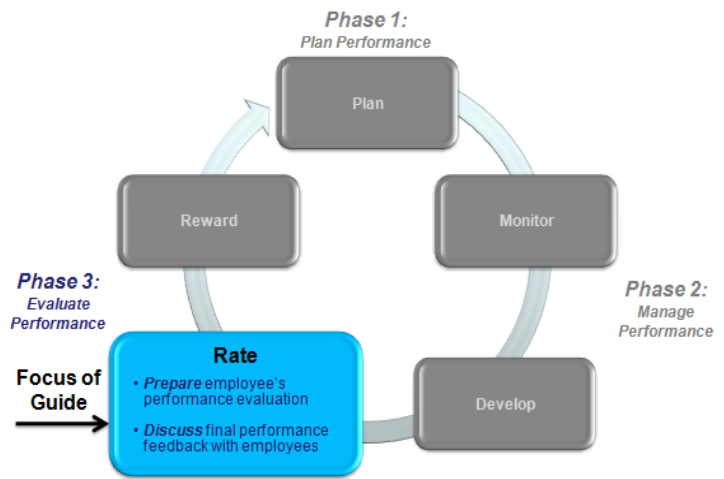 Phase 1:
Plan Performance
Plan
Reward
Monitor
Phase 3:
Evaluate
Performance
Phase 2:
Manage
Performance
Rate
• Prepare employee's
performance evaluation
• Discuss final performance
feedback with employees
Focus of
Guide
Develop